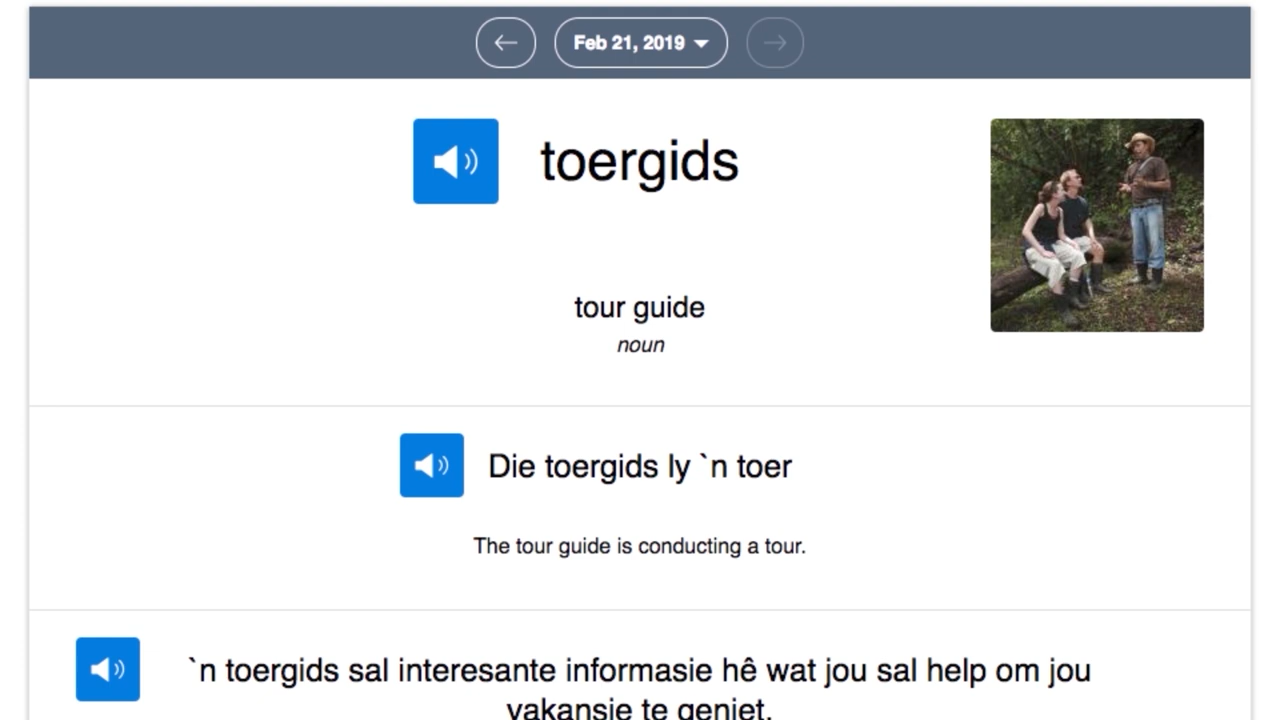 Feb 21, 2019
toergids
tour guide
noun
Die toergids ly `n toer
The tour guide is conducting a tour.
`n toergids sal interesante informasie hê wat jou sal help om jou
vakansie te geniet.